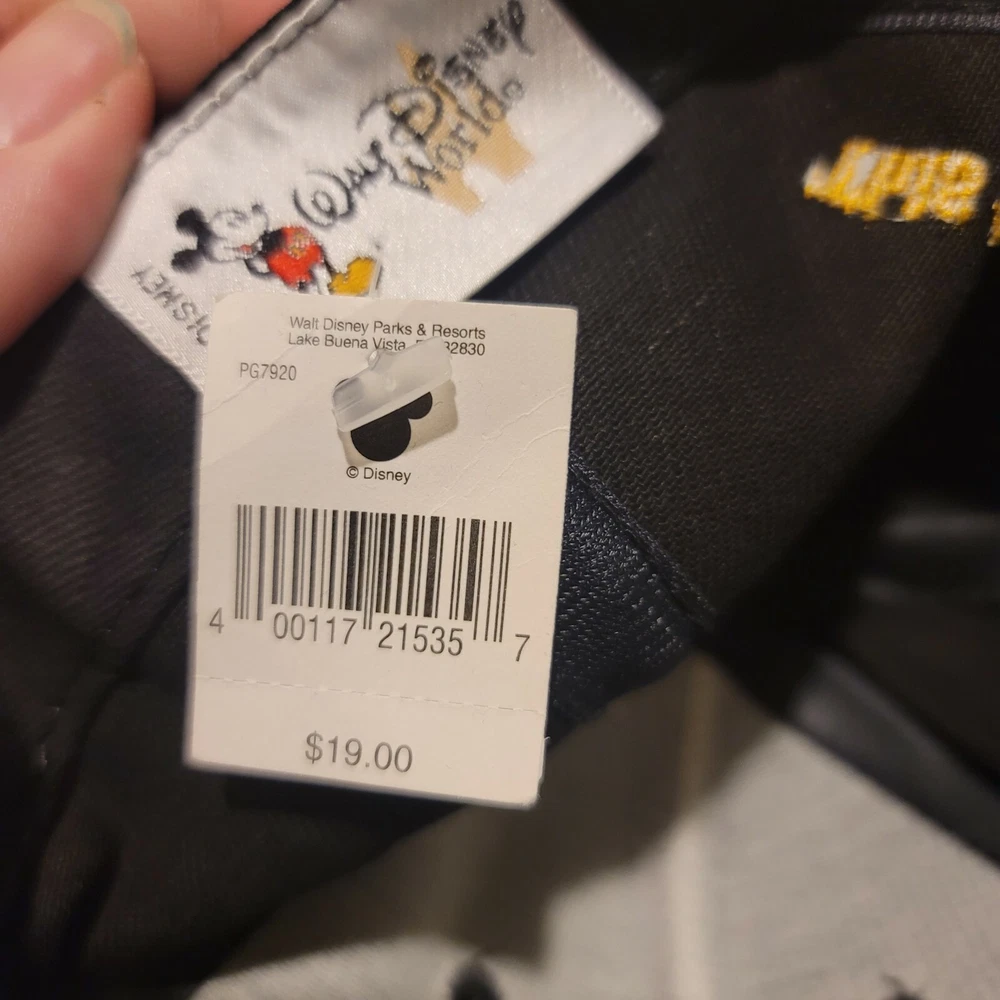 Walt Disney
World®
DISNEY
Walt Disney Parks & Resorts
Lake Buena Vista, 32830
PG7920
© Disney
4 00117 21535 7
$19.00